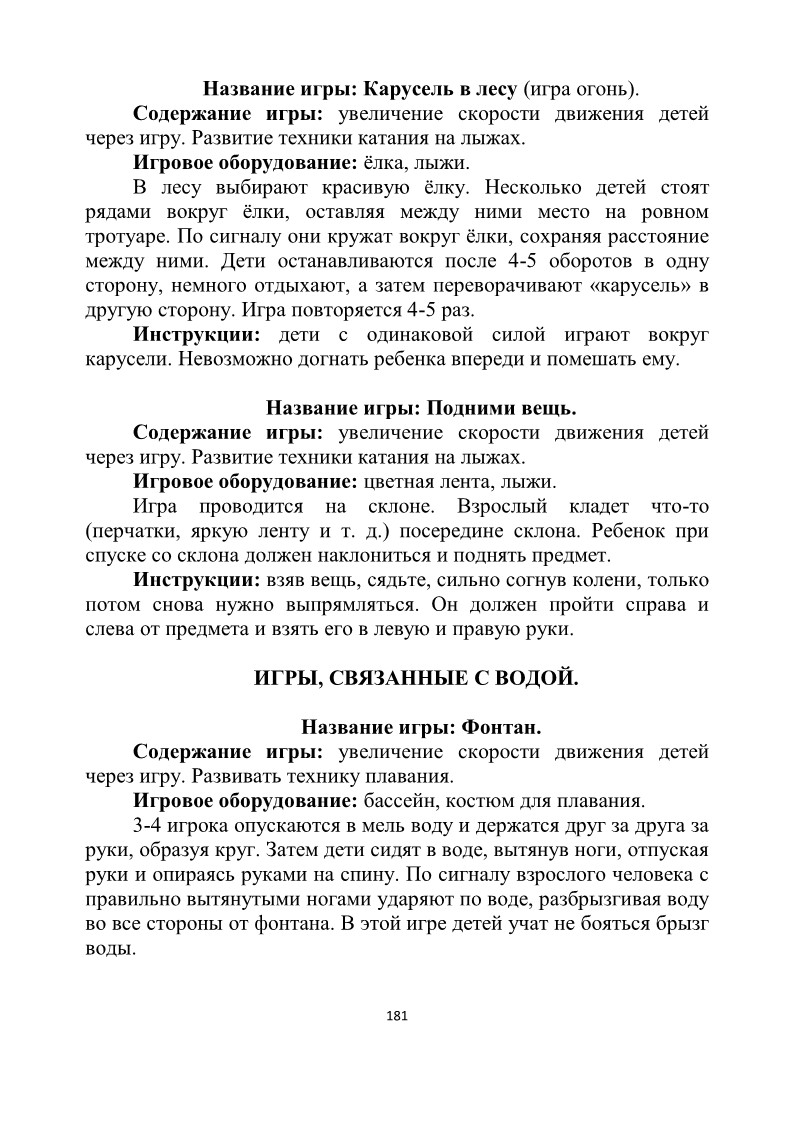 Название игры: Карусель в лесу (игра огонь).
Содержание игры: увеличение скорости движения детей
через игру. Развитие техники катания на лыжах.
Игровое оборудование: ёлка, лыжи.
В лесу выбирают красивую ёлку. Несколько детей стоят
рядами вокруг ёлки, оставляя между ними место на ровном
тротуаре. По сигналу они кружат вокруг ёлки, сохраняя расстояние
между ними. Дети останавливаются после 4-5 оборотов в одну
сторону, немного отдыхают, а затем переворачивают «карусель» в
другую сторону. Игра повторяется 4-5 раз.
Инструкции: дети с одинаковой силой играют вокруг
карусели. Невозможно догнать ребенка впереди и помешать ему.
Название игры: Подними вещь.
Содержание игры: увеличение скорости движения детей
через игру. Развитие техники катания на лыжах.
Игровое оборудование: цветная лента, лыжи.
Игра проводится на склоне. Взрослый кладет что-то
(перчатки, яркую ленту и т. д.) посередине склона. Ребенок при
спуске со склона должен наклониться и поднять предмет.
Инструкции: взяв вещь, сядьте, сильно согнув колени, только
потом снова нужно выпрямляться. Он должен пройти справа и
слева от предмета и взять его в левую и правую руки.
ИГРЫ, СВЯЗАННЫЕ С ВОДОЙ.
Название игры: Фонтан.
Содержание игры: увеличение скорости движения детей
через игру. Развивать технику плавания.
Игровое оборудование: бассейн, костюм для плавания.
3-4 игрока опускаются в мель воду и держатся друг за друга за
руки, образуя круг. Затем дети сидят в воде, вытянув ноги, отпуская
руки и опираясь руками на спину. По сигналу взрослого человека с
правильно вытянутыми ногами ударяют по воде, разбрызгивая воду
во все стороны от фонтана. В этой игре детей учат не бояться брызг
воды.
181